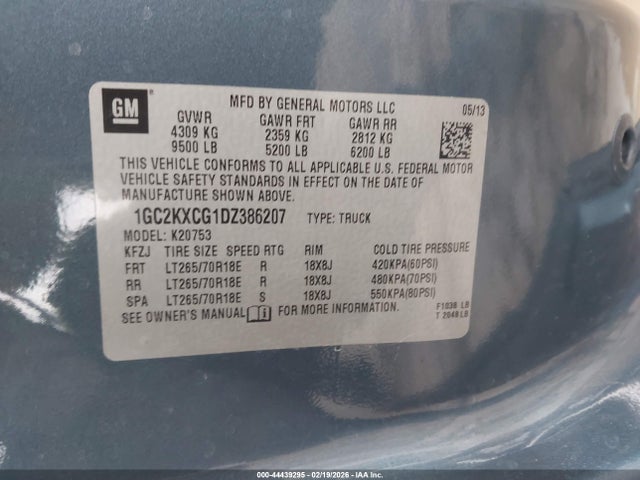 GM
MFD BY GENERAL MOTORS LLC 05/13
GVWR GAWR FRT GAWR RR
4309 KG 2359 KG 2812 KG
9500 LB 5200 LB 6200 LB
THIS VEHICLE CONFORMS TO ALL APPLICABLE U.S. FEDERAL MOTOR
VEHICLE SAFETY STANDARDS IN EFFECT ON THE DATE OF
MANUFACTURE SHOWN ABOVE.
1GC2KXCG1DZ386207 TYPE: TRUCK
MODEL: K20753
KFZJ TIRE SIZE SPEED RTG RIM COLD TIRE PRESSURE
FRT LT265/70R18E R 18X8J 420KPA(60PSI)
RR LT265/70R18E R 18X8J 480KPA(70PSI)
SPA LT265/70R18E S 18X8J 550KPA(80PSI)
SEE OWNER'S MANUAL i FOR MORE INFORMATION.
F1036 LB
T 2048 LB
000-44439295 - 02/19/2026 - IAA, Inc.